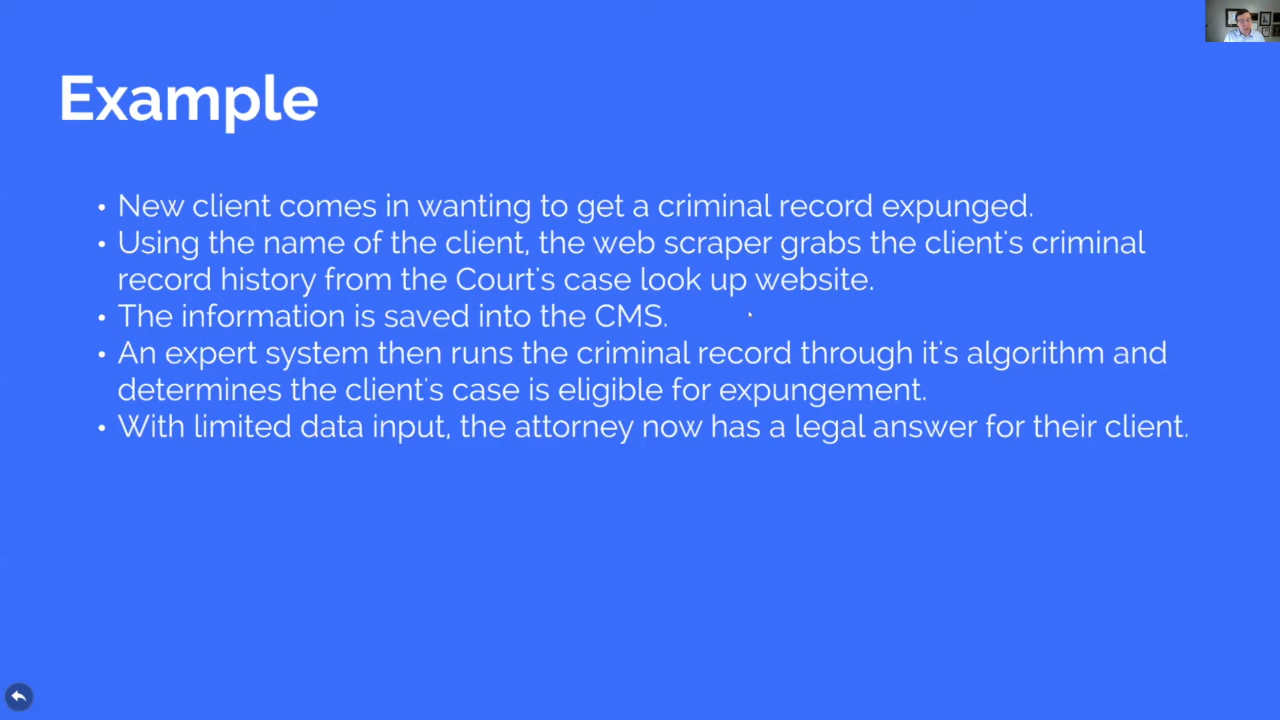 Example
• New client comes in wanting to get a criminal record expunged.
• Using the name of the client, the web scraper grabs the client's criminal
record history from the Court's case look up website.
• The information is saved into the CMS.
• An expert system then runs the criminal record through it's algorithm and
determines the client's case is eligible for expungement.
• With limited data input, the attorney now has a legal answer for their client.